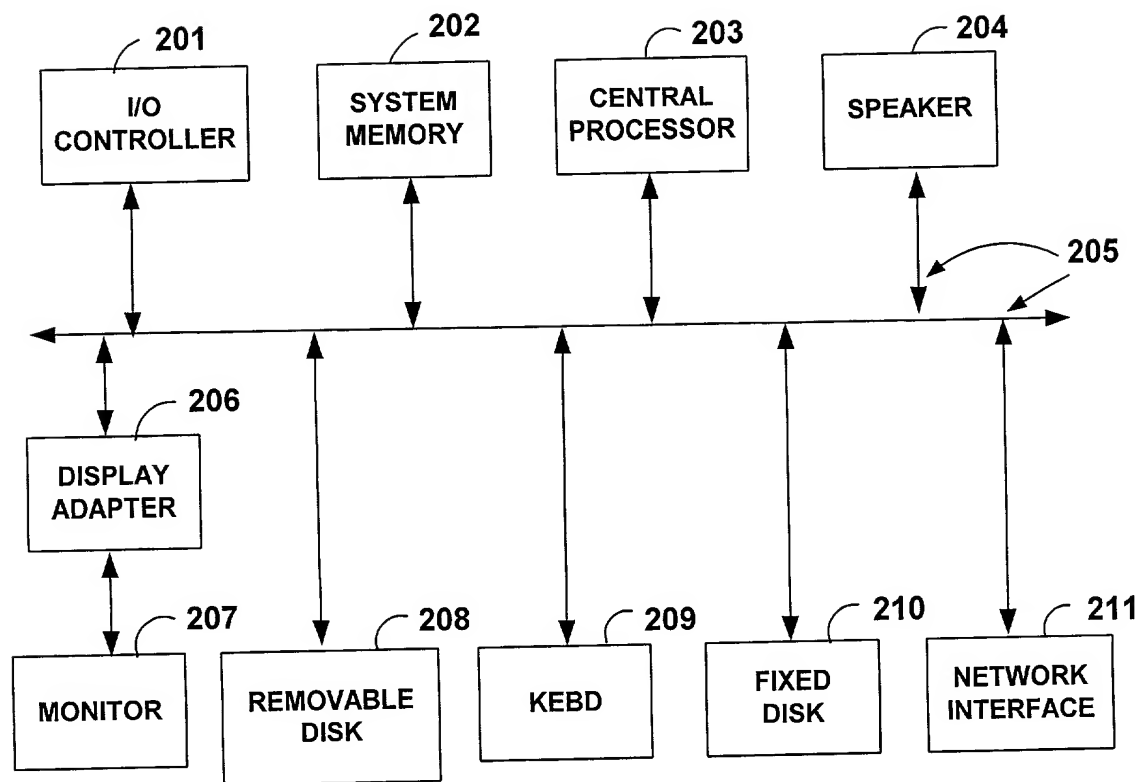 201
202
203
204
I/O
CONTROLLER
SYSTEM
MEMORY
CENTRAL
PROCESSOR
SPEAKER
205
206
DISPLAY
ADAPTER
207
208
209
210
211
MONITOR
REMOVABLE
DISK
KEBD
FIXED
DISK
NETWORK
INTERFACE